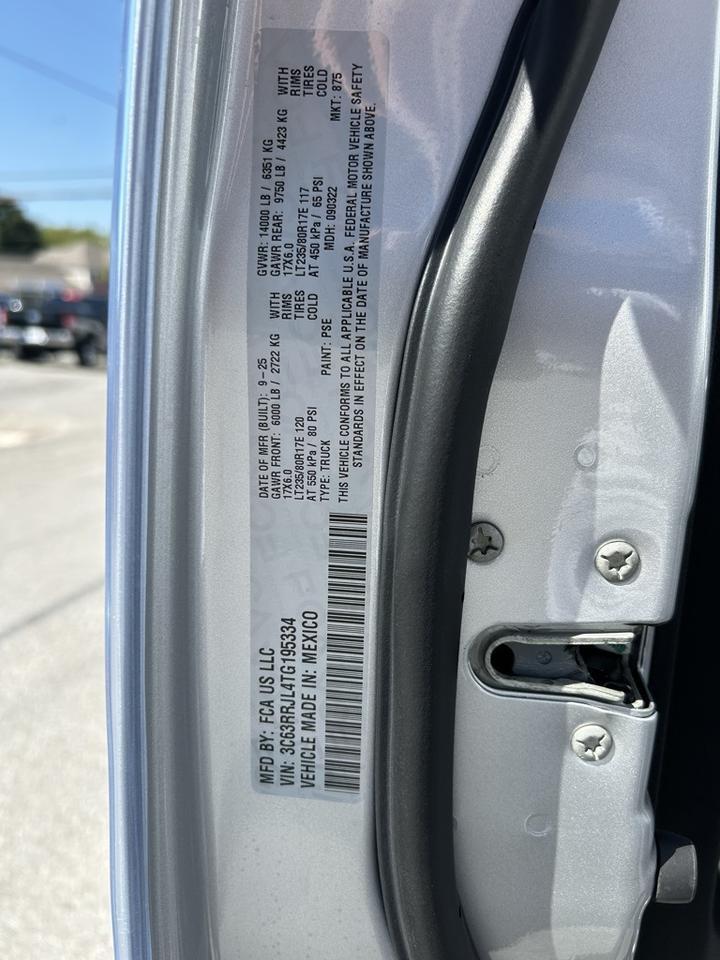 MFD BY: FCA US LLC
VIN: 3C63RRJL4TG195334
VEHICLE MADE IN: MEXICO
DATE OF MFR (BUILT): 9-25
GVWR: 14000 LB / 6351 KG
GAWR FRONT: 6000 LB / 2722 KG WITH
GAWR REAR: 9750 LB / 4423 KG WITH
17X6.0 RIMS
17X6.0 RIMS
LT235/80R17E 120 TIRES
LT235/80R17E 117 TIRES
AT 550 kPa / 80 PSI COLD
AT 450 kPa / 65 PSI COLD
TYPE: TRUCK PAINT: PSE MDH: 090322 MKT: 875
THIS VEHICLE CONFORMS TO ALL APPLICABLE U.S.A. FEDERAL MOTOR VEHICLE SAFETY
STANDARDS IN EFFECT ON THE DATE OF MANUFACTURE SHOWN ABOVE.